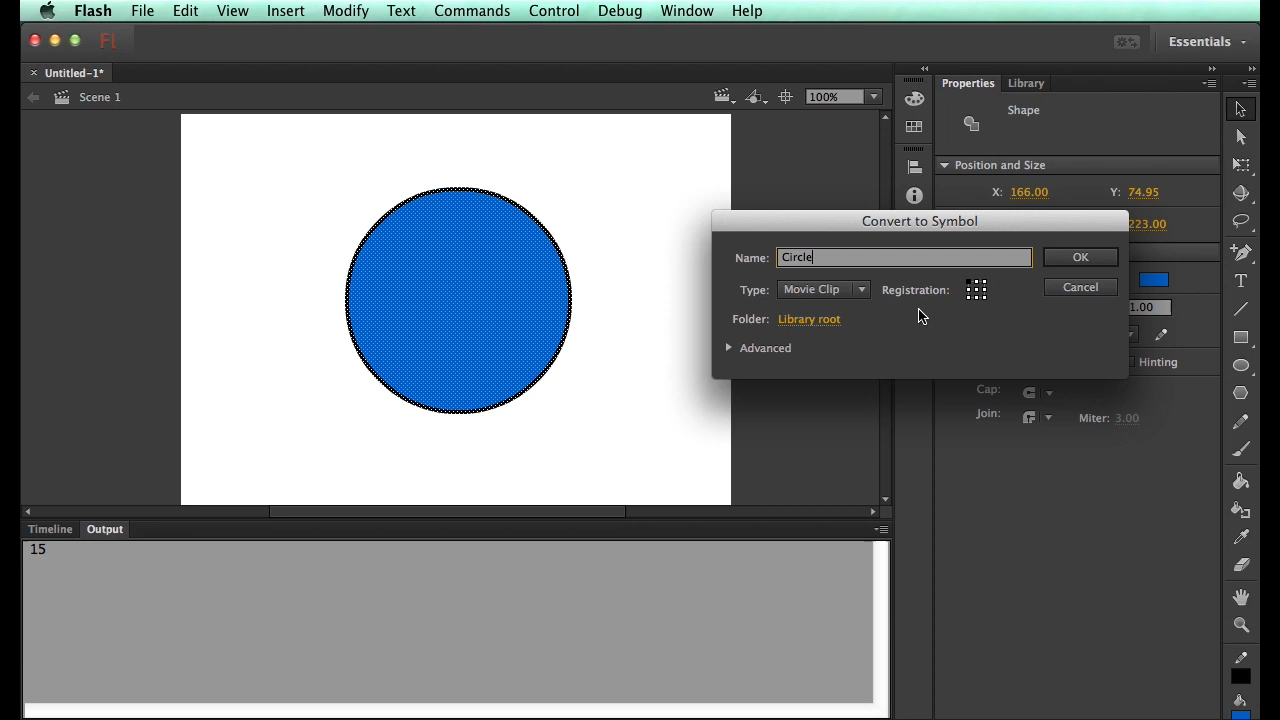 Flash File Edit View Insert Modify Text Commands Control Debug Window Help
Fl Essentials
Untitled-1*
Scene 1 100%
Properties Library
Shape
Position and Size
X: 166.00 Y: 74.95
223.00
Convert to Symbol
Name: Circle OK
Type: Movie Clip Registration: Cancel
Folder: Library root
Advanced
1.00
Hinting
Cap:
Join: Miter: 3.00
Timeline Output
15